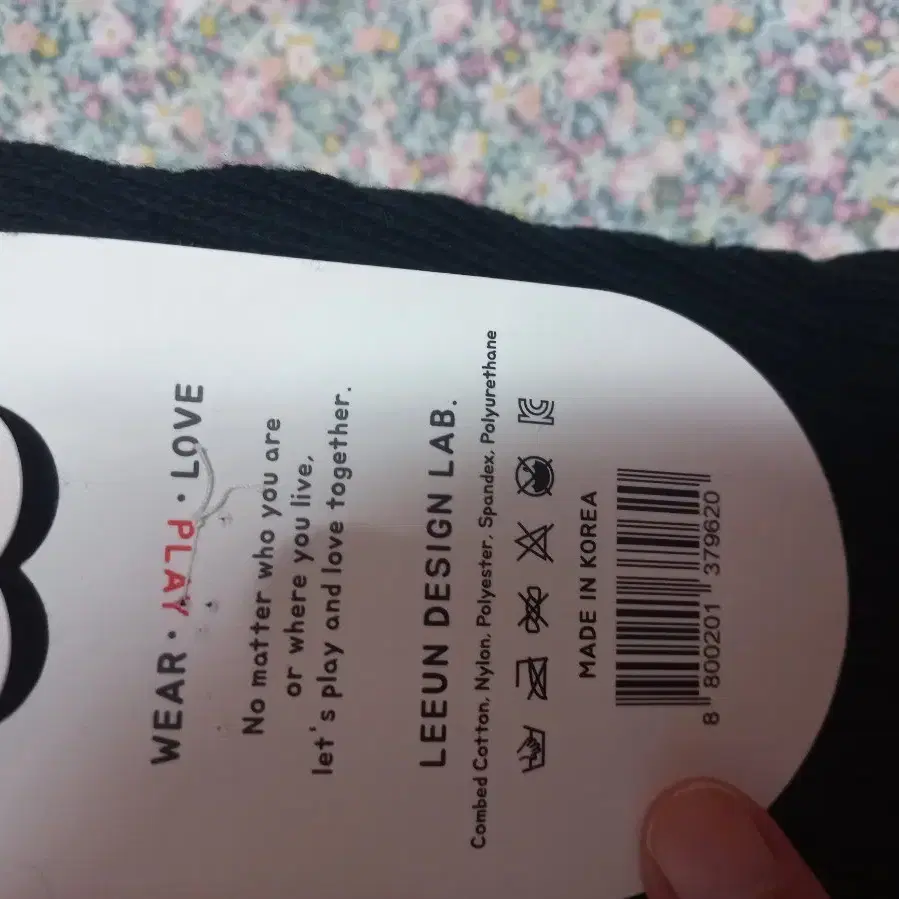 WEAR · PLAY · LOVE
No matter who you are
or where you live,
let's play and love together.
LEEUN DESIGN LAB.
Combed Cotton, Nylon, Polyester, Spandex, Polyurethane
MADE IN KOREA
8 800201 379620